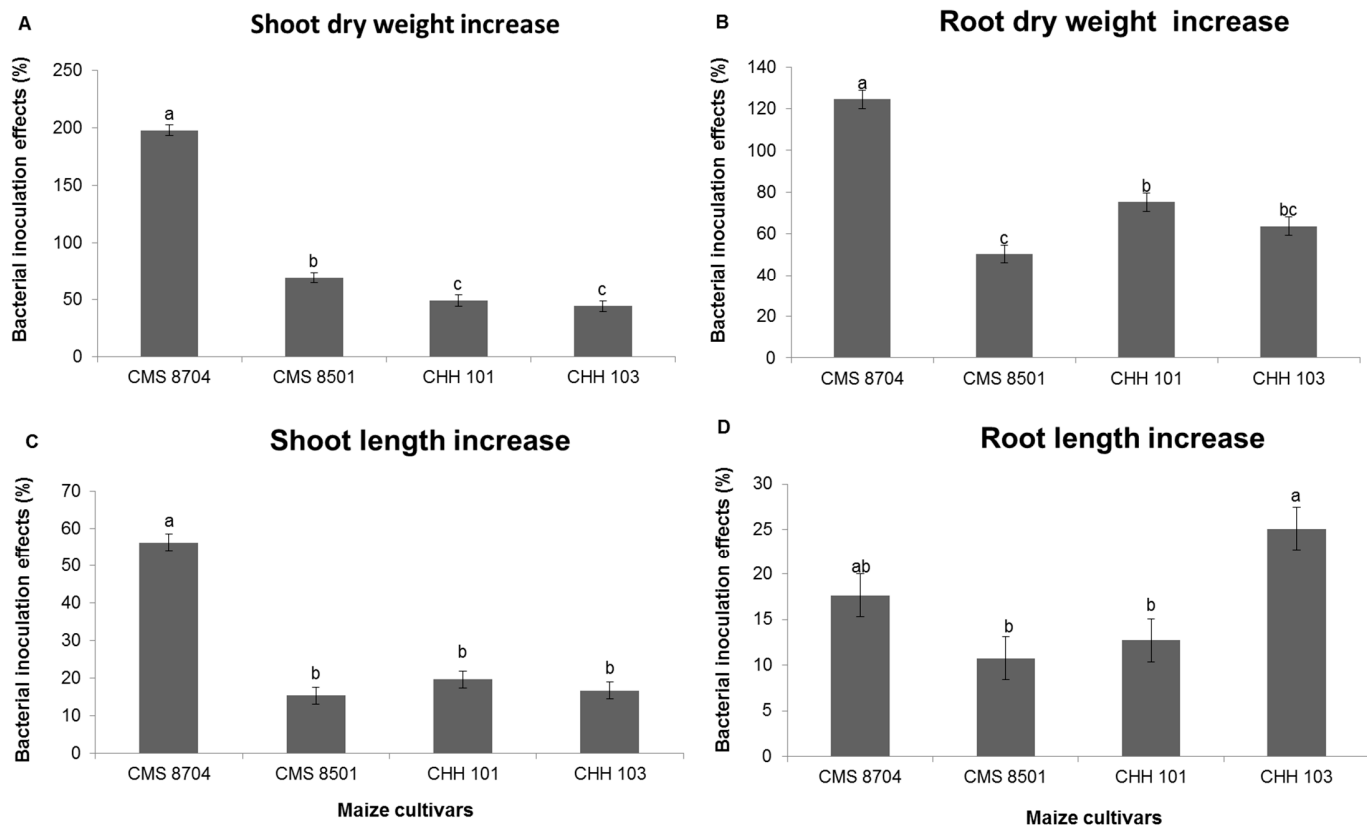 A
Shoot dry weight increase
Bacterial inoculation effects (%)
250
200
150
100
50
0
a
b
c
c
CMS 8704
CMS 8501
CHH 101
CHH 103
B
Root dry weight increase
Bacterial inoculation effects (%)
140
120
100
80
60
40
20
0
a
c
b
bc
CMS 8704
CMS 8501
CHH 101
CHH 103
C
Shoot length increase
Bacterial inoculation effects (%)
70
60
50
40
30
20
10
0
a
b
b
b
CMS 8704
CMS 8501
CHH 101
CHH 103
Maize cultivars
D
Root length increase
Bacterial inoculation effects (%)
30
25
20
15
10
5
0
ab
b
b
a
CMS 8704
CMS 8501
CHH 101
CHH 103
Maize cultivars